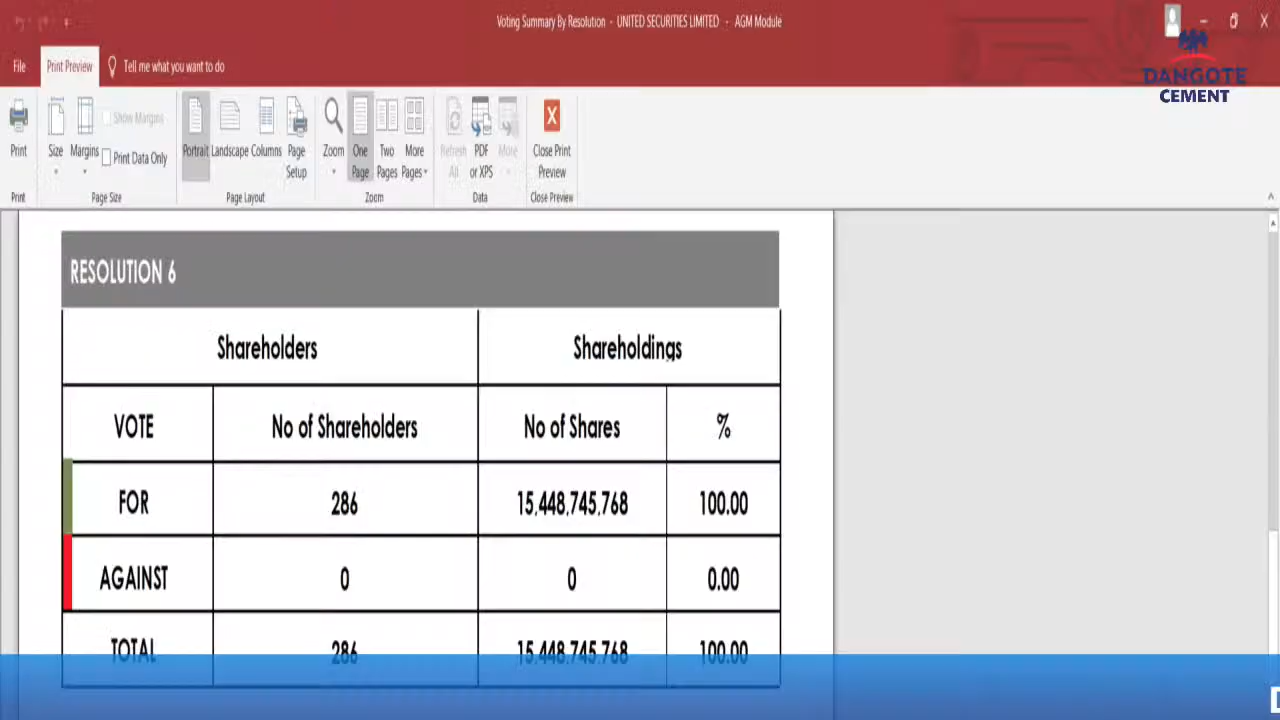 Voting Summary By Resolution - UNITED SECURITIES LIMITED - AGM Module
File
Print Preview
Tell me what you want to do
DANGOTE
CEMENT
Print
Size
Margins
Show Margins
Print Data Only
Portrait
Landscape
Columns
Page
Setup
Zoom
One
Page
Two
Pages
More
Pages
Refresh
All
PDF
or XPS
More
Close Print
Preview
Print
Page Size
Page Layout
Zoom
Data
Close Preview
RESOLUTION 6
Shareholders Shareholdings
VOTE No of Shareholders No of Shares %
FOR 286 15,448,745,768 100.00
AGAINST 0 0 0.00
TOTAL 286 15,448,745,768 100.00